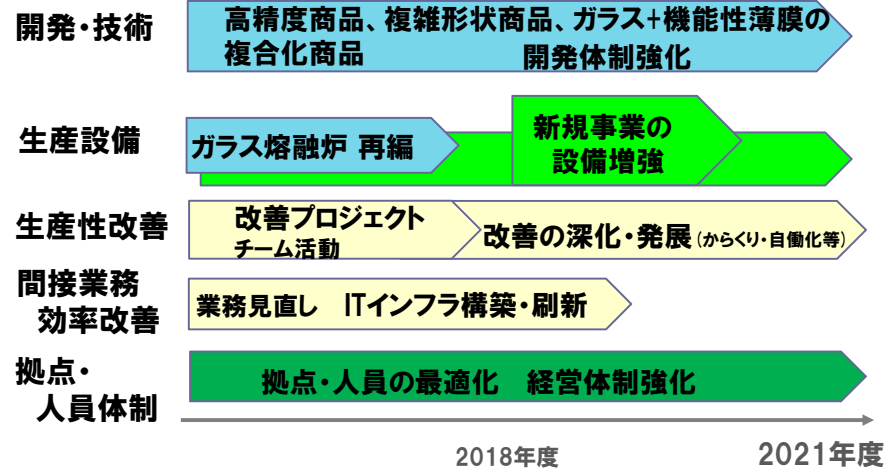 開発・技術
高精度商品、複雑形状商品、ガラス+機能性薄膜の
複合化商品　開発体制強化
生産設備
ガラス熔融炉 再編
新規事業の
設備増強
生産性改善
改善プロジェクト
チーム活動
改善の深化・発展(からくり・自働化等)
間接業務
効率改善
業務見直し　ITインフラ構築・刷新
拠点・
人員体制
拠点・人員の最適化　経営体制強化
2018年度
2021年度